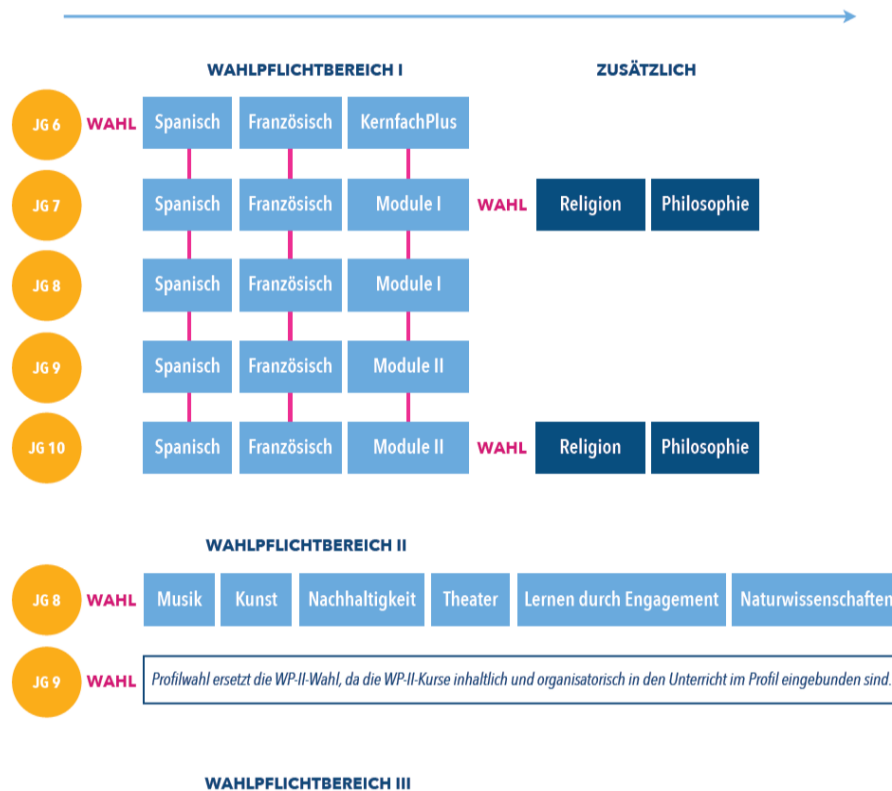 WAHLPFLICHTBEREICH I ZUSÄTZLICH
JG 6 WAHL Spanisch Französisch KernfachPlus
JG 7 Spanisch Französisch Module I WAHL Religion Philosophie
JG 8 Spanisch Französisch Module I
JG 9 Spanisch Französisch Module II
JG 10 Spanisch Französisch Module II WAHL Religion Philosophie
WAHLPFLICHTBEREICH II
JG 8 WAHL Musik Kunst Nachhaltigkeit Theater Lernen durch Engagement Naturwissenschaften
JG 9 WAHL Profilwahl ersetzt die WP-II-Wahl, da die WP-II-Kurse inhaltlich und organisatorisch in den Unterricht im Profil eingebunden sind.
WAHLPFLICHTBEREICH III